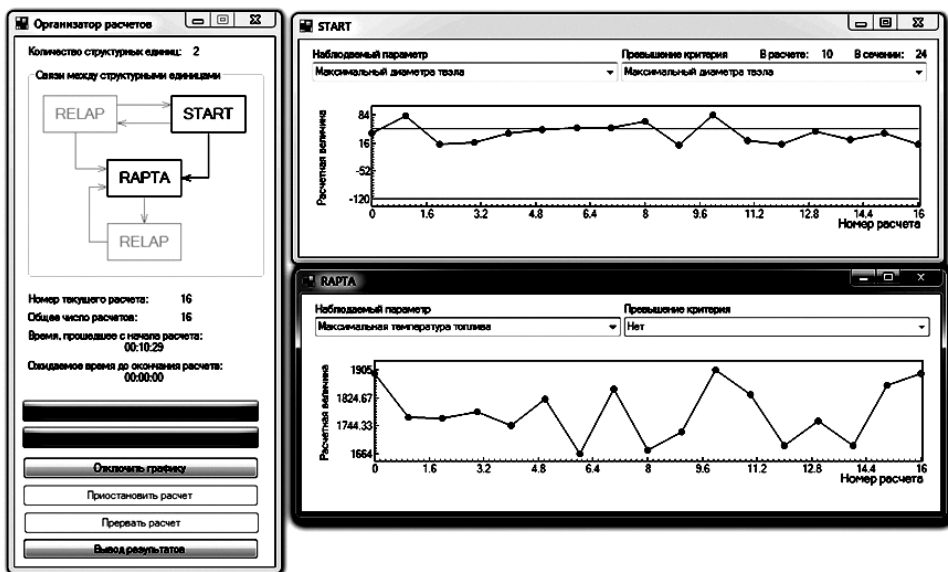 Организатор расчетов
Количество структурных единиц: 2
Связи между структурными единицами
RELAP
START
RAPTA
RELAP
Номер текущего расчета: 16
Общее число расчетов: 16
Время, прошедшее с начала расчета:
00:10:29
Ожидаемое время до окончания расчета:
00:00:00
Отключить графику
Приостановить расчет
Прервать расчет
Вывод результатов
START
Наблюдаемый параметр
Превышение критерия В расчете: 10 В сечении: 24
Максимальный диаметра твэла
Максимальный диаметра твэла
Расчетная величина
84
16
-52
-120
0 1.6 3.2 4.8 6.4 8 9.6 11.2 12.8 14.4 16
Номер расчета
RAPTA
Наблюдаемый параметр
Превышение критерия
Максимальная температура топлива
Нет
Расчетная величина
1905
1824.67
1744.33
1664
0 1.6 3.2 4.8 6.4 8 9.6 11.2 12.8 14.4 16
Номер расчета